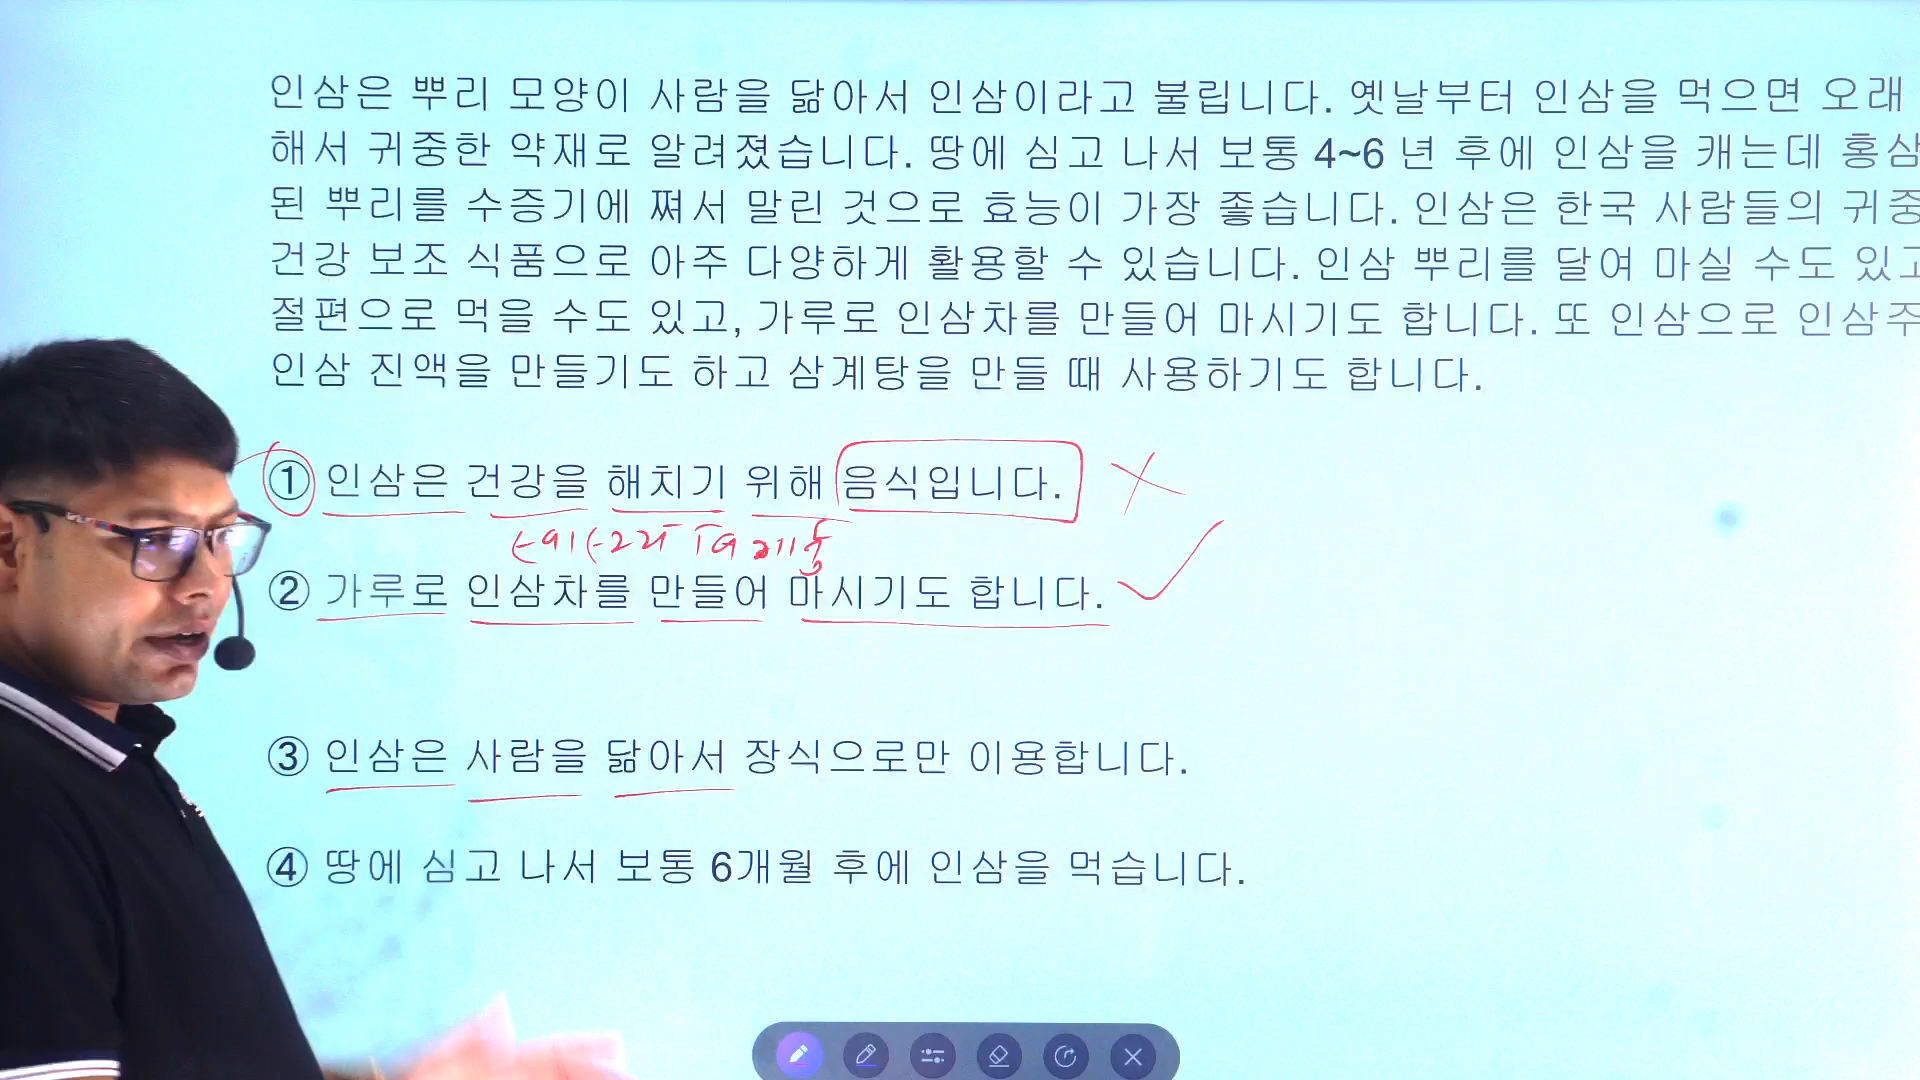 인삼은 뿌리 모양이 사람을 닮아서 인삼이라고 불립니다. 옛날부터 인삼을 먹으면 오래
해서 귀중한 약재로 알려졌습니다. 땅에 심고 나서 보통 4~6 년 후에 인삼을 캐는데 홍삼
된 뿌리를 수증기에 쪄서 말린 것으로 효능이 가장 좋습니다. 인삼은 한국 사람들의 귀중
건강 보조 식품으로 아주 다양하게 활용할 수 있습니다. 인삼 뿌리를 달여 마실 수도 있고
절편으로 먹을 수도 있고, 가루로 인삼차를 만들어 마시기도 합니다. 또 인삼으로 인삼주
인삼 진액을 만들기도 하고 삼계탕을 만들 때 사용하기도 합니다.
① 인삼은 건강을 해치기 위해 음식입니다.
② 가루로 인삼차를 만들어 마시기도 합니다.
③ 인삼은 사람을 닮아서 장식으로만 이용합니다.
④ 땅에 심고 나서 보통 6개월 후에 인삼을 먹습니다.